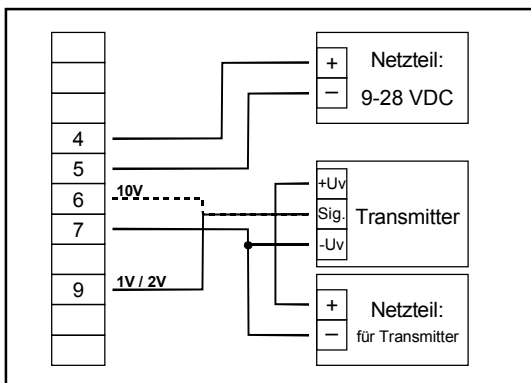 4
5
6
7
9
10V
1V / 2V
+
–
Netzteil:
9-28 VDC
+Uv
Sig.
-Uv
Transmitter
+
–
Netzteil:
für Transmitter